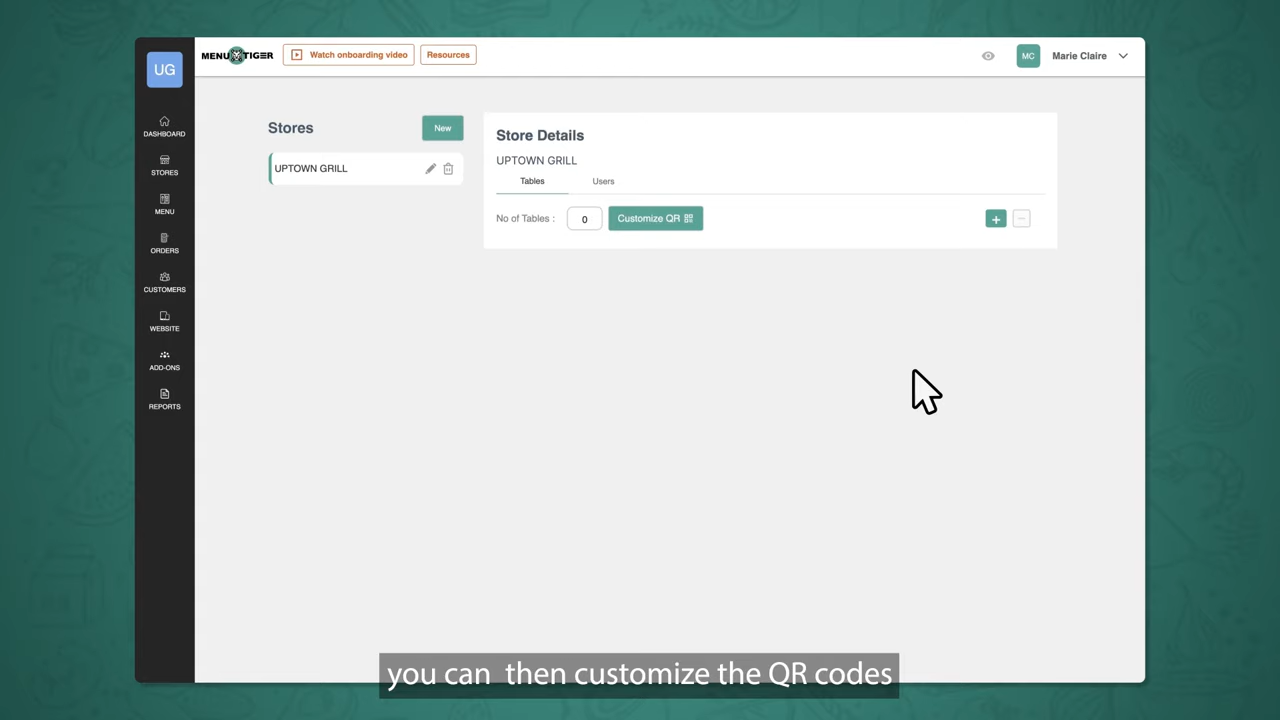 UG
MENU TIGER
Watch onboarding video
Resources
MC
Marie Claire
DASHBOARD
STORES
MENU
ORDERS
CUSTOMERS
WEBSITE
ADD-ONS
REPORTS
Stores
New
UPTOWN GRILL
Store Details
UPTOWN GRILL
Tables
Users
No of Tables :
0
Customize QR
you can then customize the QR codes